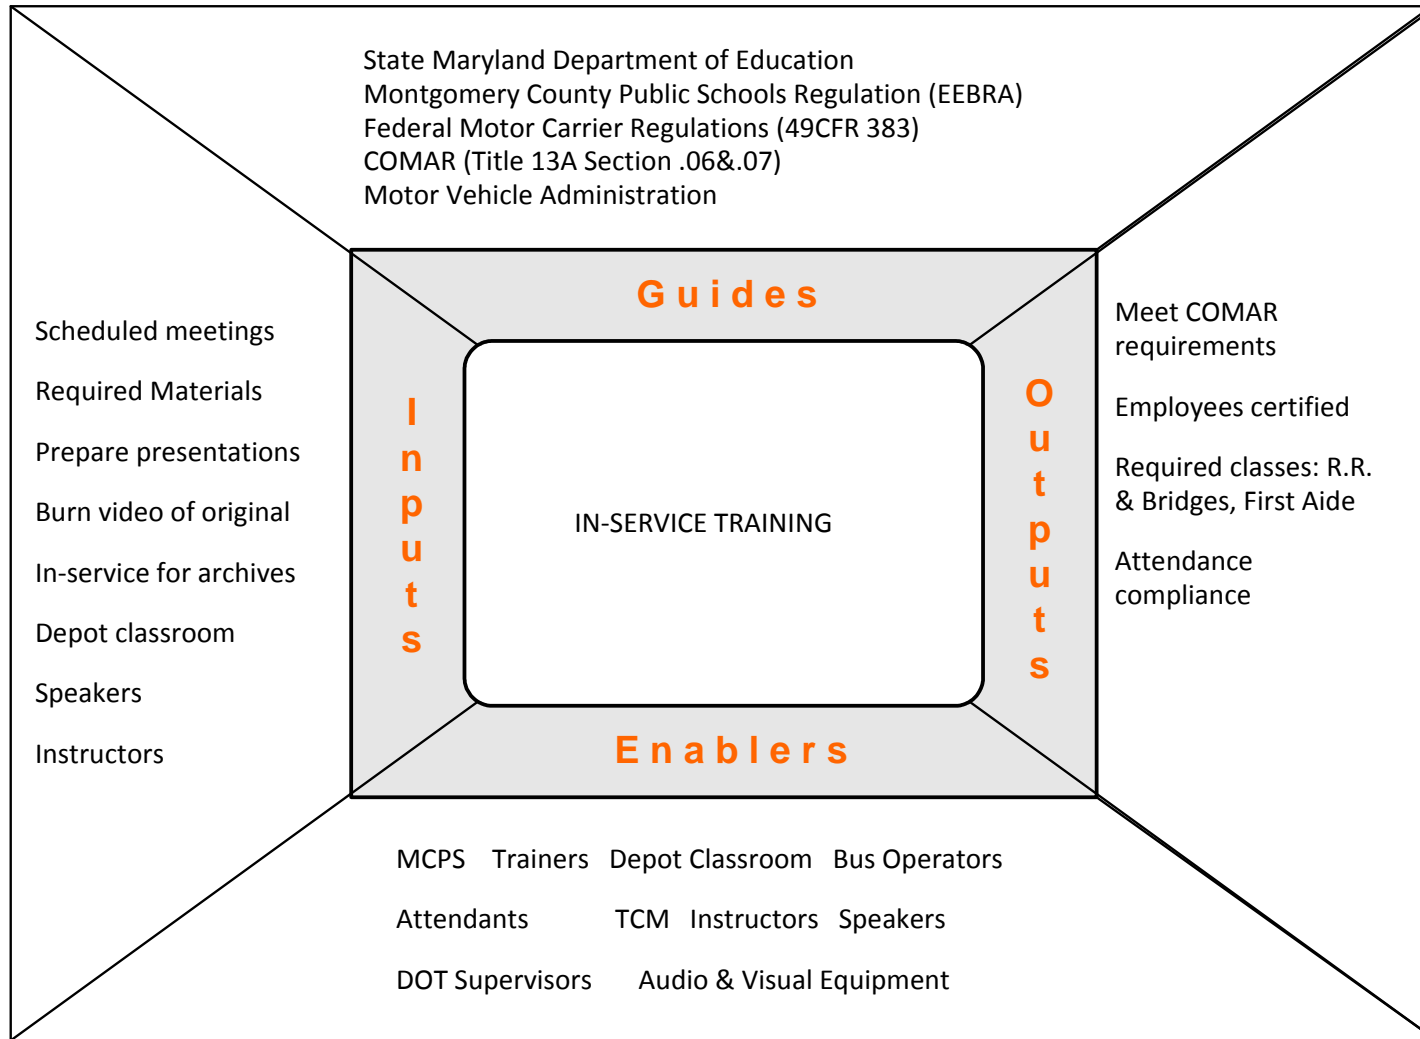 State Maryland Department of Education
Montgomery County Public Schools Regulation (EEBRA)
Federal Motor Carrier Regulations (49CFR 383)
COMAR (Title 13A Section .06&.07)
Motor Vehicle Administration
Guides
Scheduled meetings
Required Materials
Prepare presentations
Burn video of original
In-service for archives
Depot classroom
Speakers
Instructors
Inputs
IN-SERVICE TRAINING
Outputs
Meet COMAR
requirements
Employees certified
Required classes: R.R.
& Bridges, First Aide
Attendance
compliance
Enablers
MCPS Trainers Depot Classroom Bus Operators
Attendants TCM Instructors Speakers
DOT Supervisors Audio & Visual Equipment